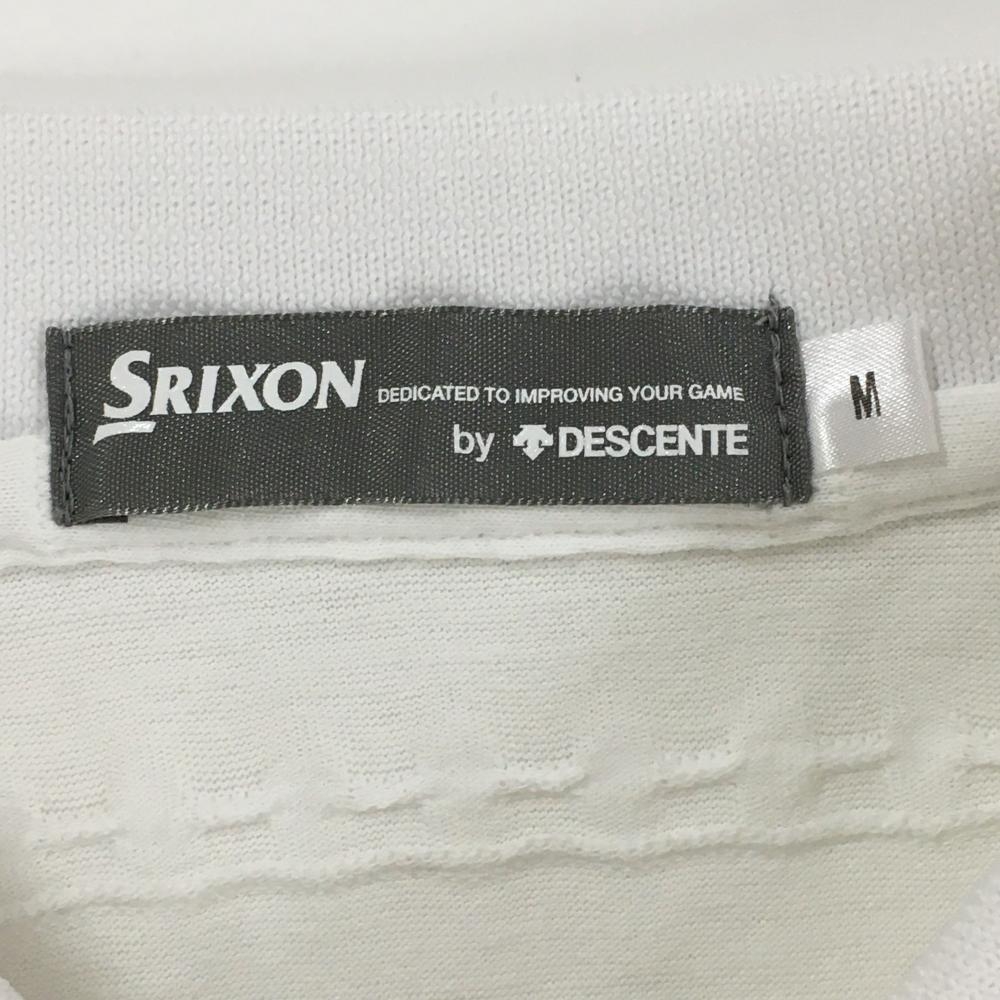 SRIXON DEDICATED TO IMPROVING YOUR GAME
by DESCENTE
M